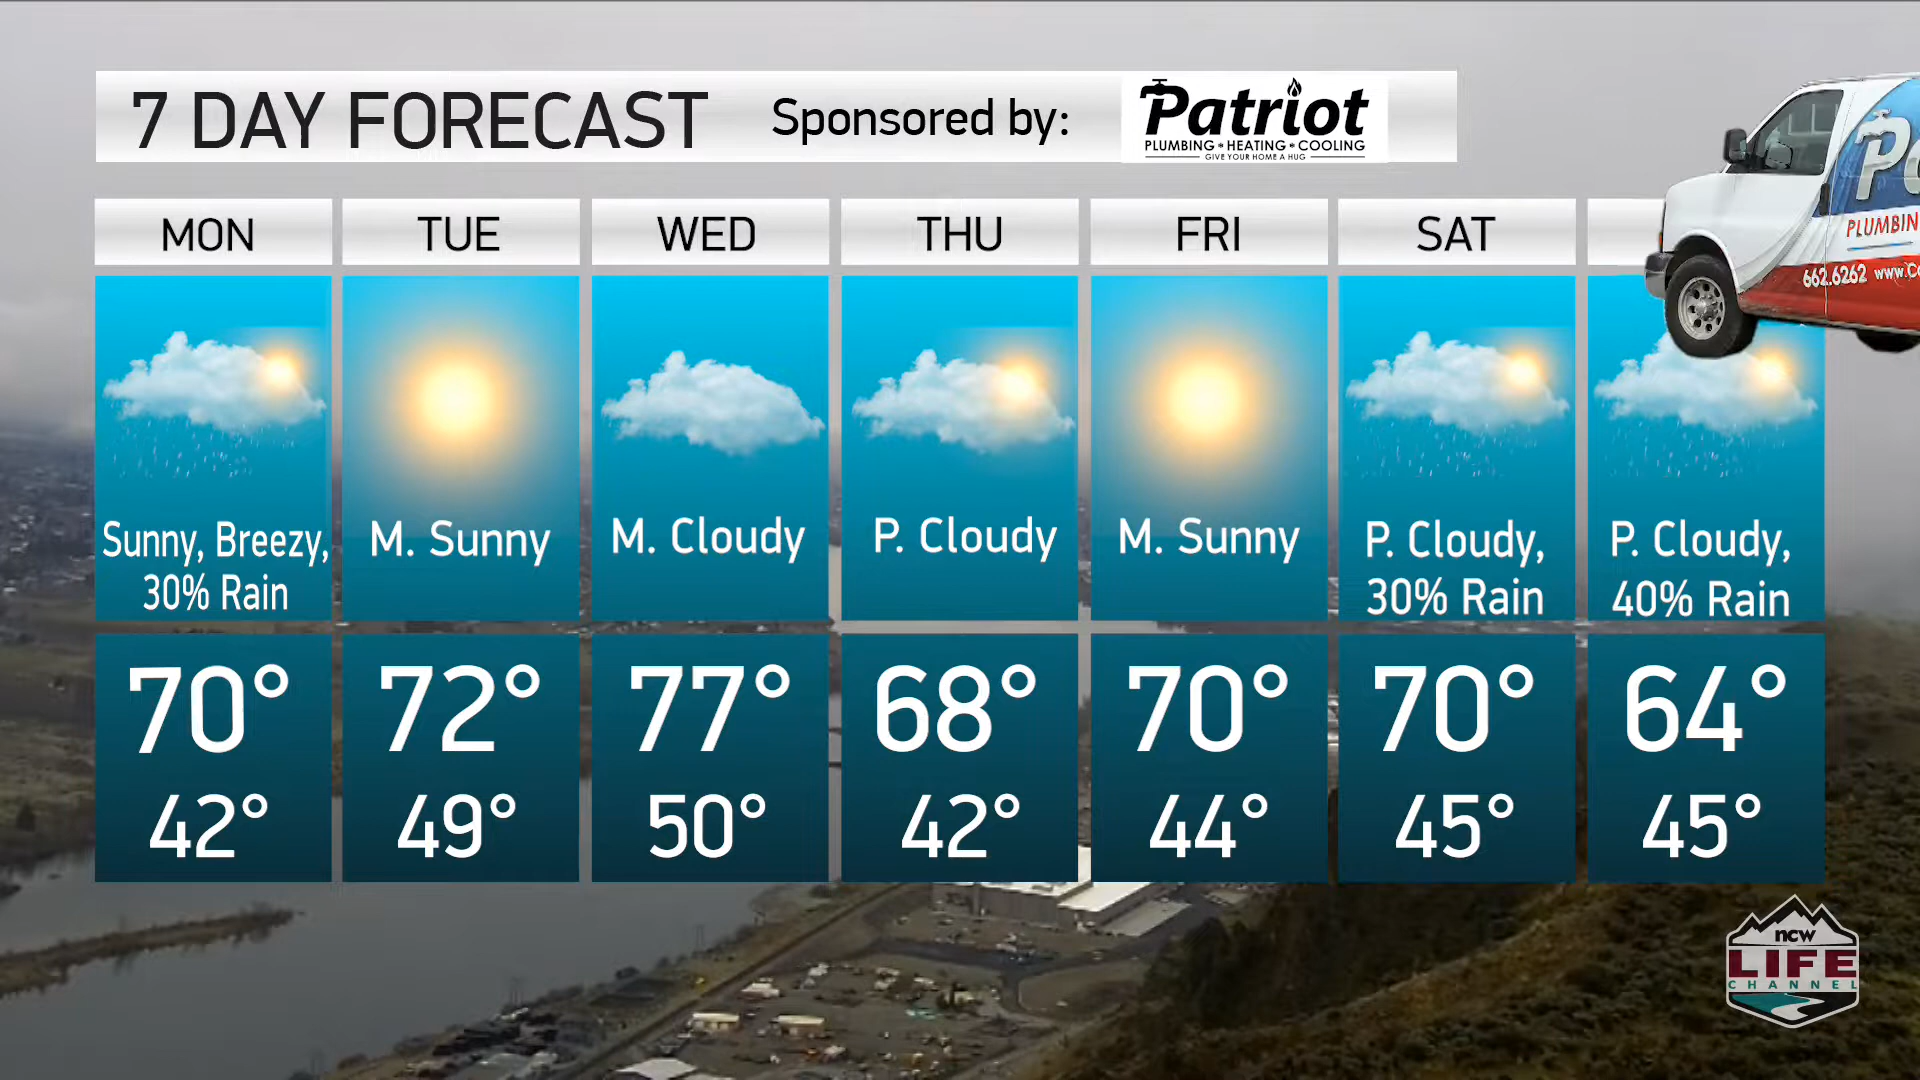 7 DAY FORECAST Sponsored by:
Patriot
PLUMBING * HEATING * COOLING
GIVE YOUR HOME A HUG
MON TUE WED THU FRI SAT
PLUMBIN
662.6262 www.
Sunny, Breezy,
30% Rain
M. Sunny
M. Cloudy
P. Cloudy
M. Sunny
P. Cloudy,
30% Rain
P. Cloudy,
40% Rain
70° 72° 77° 68° 70° 70° 64°
42° 49° 50° 42° 44° 45° 45°
ncw
LIFE
CHANNEL